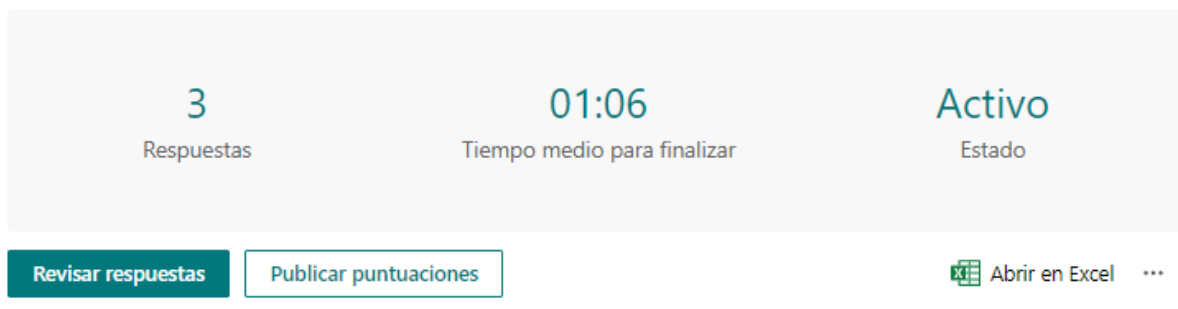 3 01:06 Activo
Respuestas Tiempo medio para finalizar Estado
Revisar respuestas Publicar puntuaciones Abrir en Excel ...